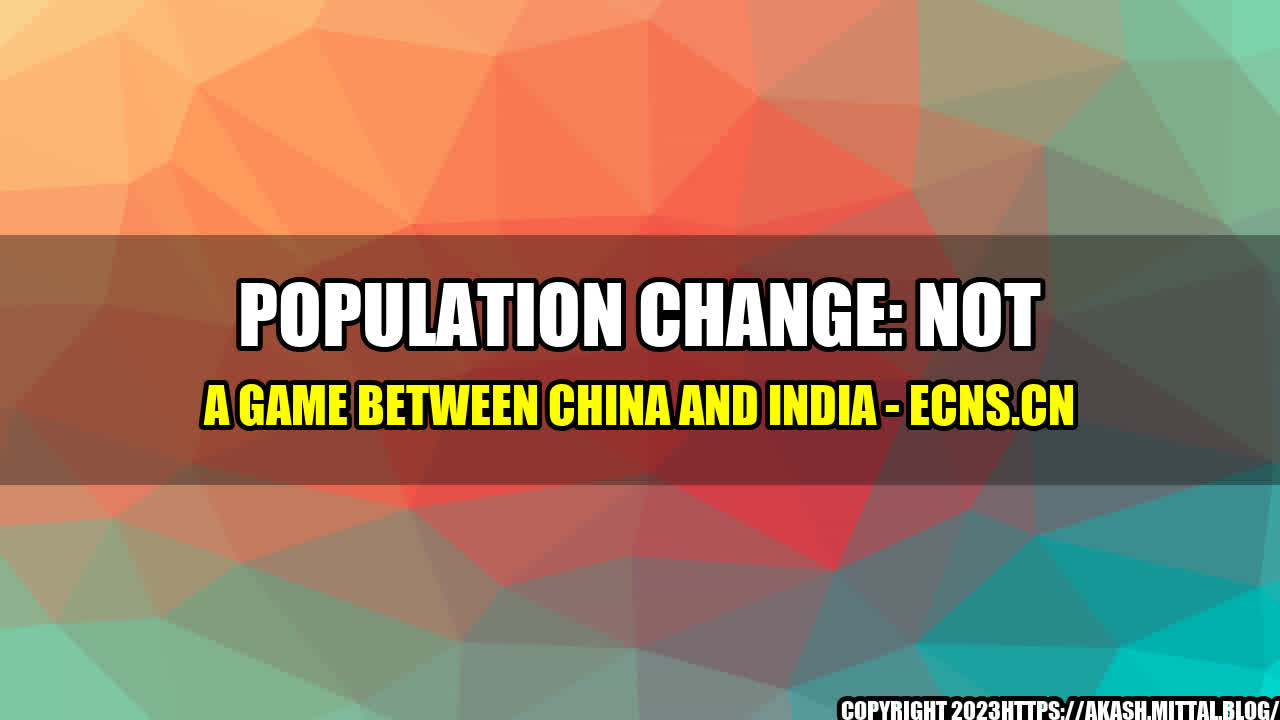 POPULATION CHANGE: NOT
A GAME BETWEEN CHINA AND INDIA - ECNS.CN
COPYRIGHT 2023HTTPS://AKASH.MITTAL.BLOG/